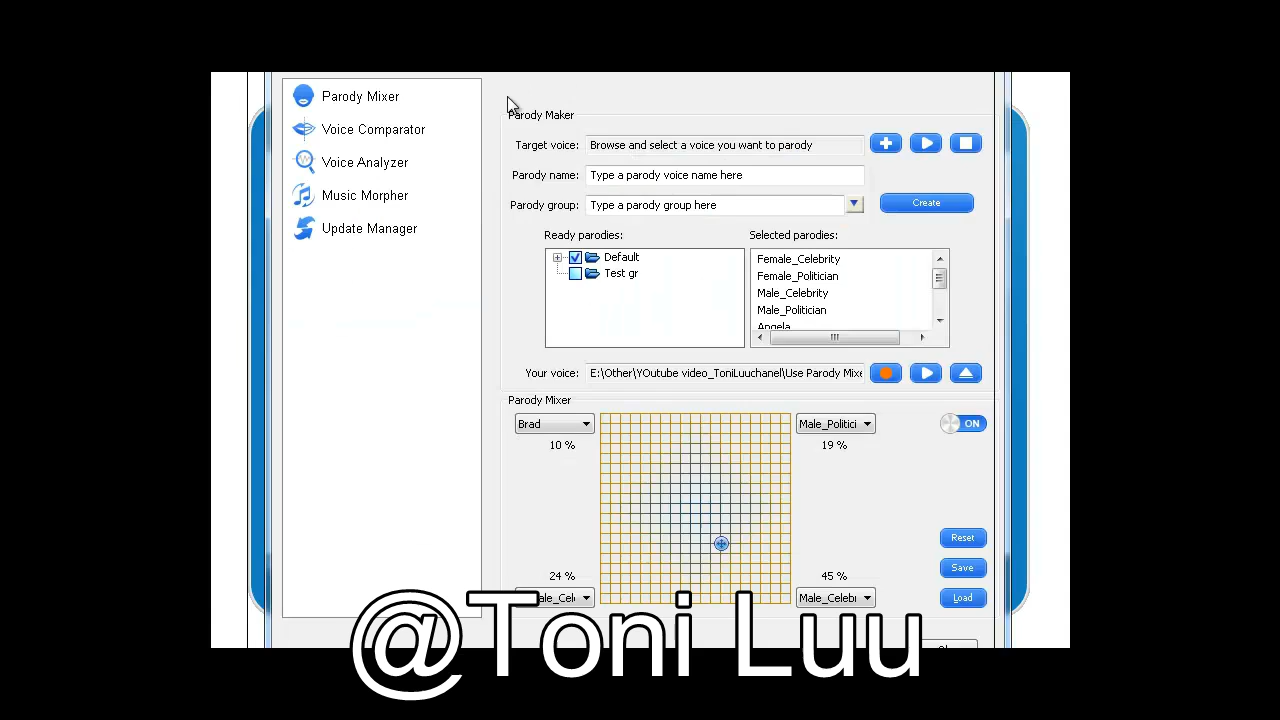 Parody Mixer
Voice Comparator
Voice Analyzer
Music Morpher
Update Manager
Parody Maker
Target voice: Browse and select a voice you want to parody
Parody name: Type a parody voice name here
Parody group: Type a parody group here
Create
Ready parodies:
Default
Test gr
Selected parodies:
Female_Celebrity
Female_Politician
Male_Celebrity
Male_Politician
Angela
Your voice: E:\Other\YOutube video_ToniLuuchanel\Use Parody Mixe
Parody Mixer
Brad
10 %
Male_Politici
19 %
ON
24 %
45 %
Male_Celebr
Reset
Save
Load
@Toni Luu